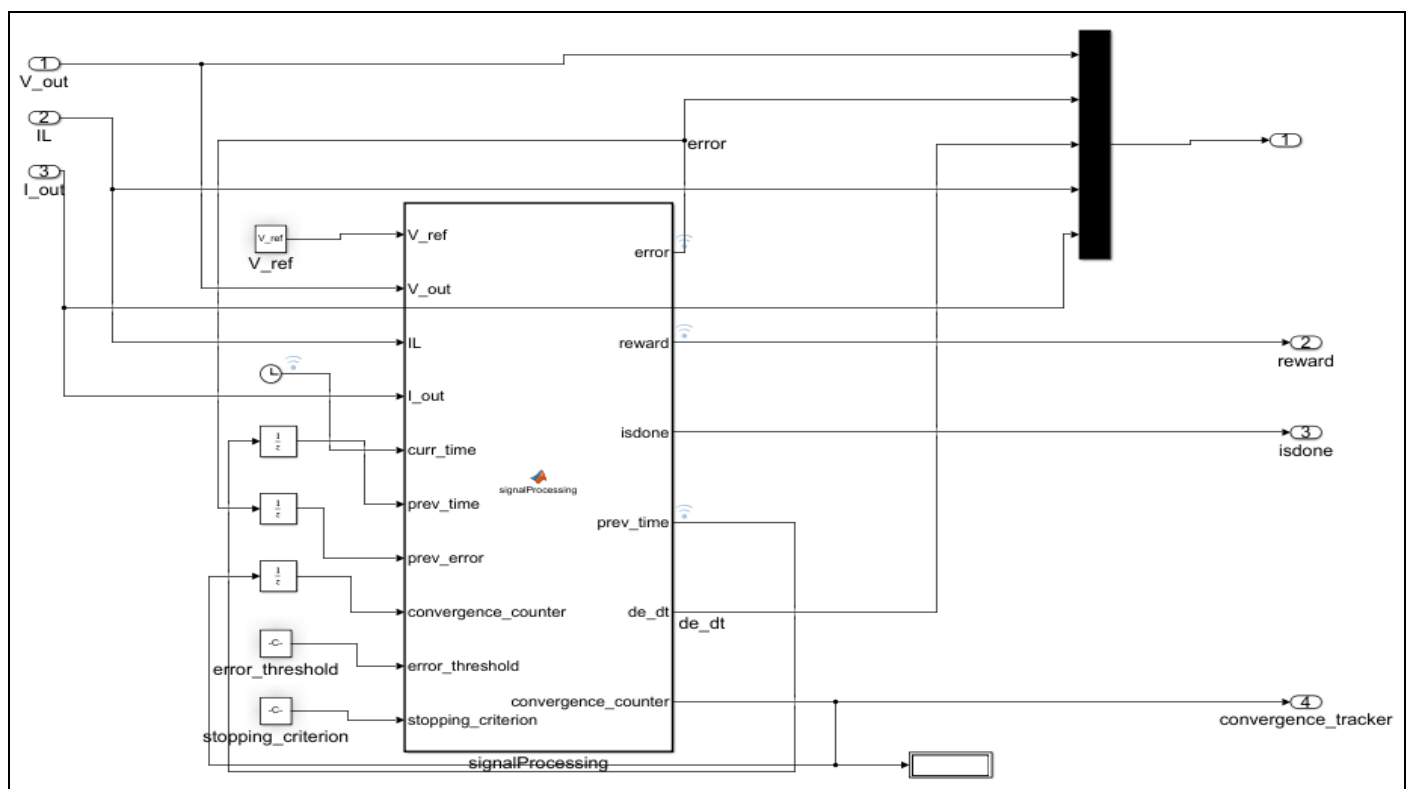 1
V_out
2
IL
3
I_out
error
1
V_ref
V_ref
V_ref
error
V_out
IL
reward
2
reward
I_out
isdone
3
isdone
curr_time
1
z
signalProcessing
prev_time
1
z
prev_time
prev_error
1
z
convergence_counter
de_dt
de_dt
-C-
error_threshold
error_threshold
convergence_counter
4
convergence_tracker
-C-
stopping_criterion
stopping_criterion
signalProcessing